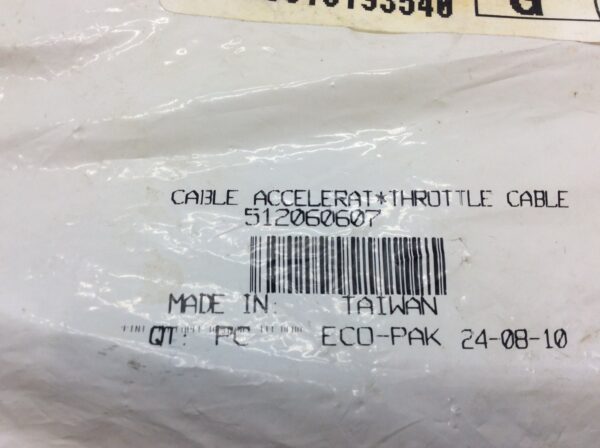 G
CABLE ACCELERAT*THROTTLE CABLE
512060607
MADE IN: TAIWAN
QT: PC ECO-PAK 24-08-10